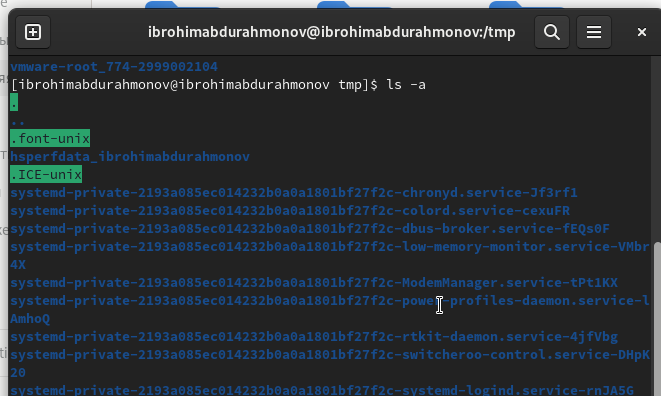 ibrohimabdurahmonov@ibrohimabdurahmonov:/tmp
vmware-root_774-2999002104
[ibrohimabdurahmonov@ibrohimabdurahmonov tmp]$ ls -a
.
..
.font-unix
hsperfdata_ibrohimabdurahmonov
.ICE-unix
systemd-private-2193a085ec014232b0a0a1801bf27f2c-chronyd.service-Jf3rf1
systemd-private-2193a085ec014232b0a0a1801bf27f2c-colord.service-cexuFR
systemd-private-2193a085ec014232b0a0a1801bf27f2c-dbus-broker.service-fEQs0F
systemd-private-2193a085ec014232b0a0a1801bf27f2c-low-memory-monitor.service-VMbr
4X
systemd-private-2193a085ec014232b0a0a1801bf27f2c-ModemManager.service-tPt1KX
systemd-private-2193a085ec014232b0a0a1801bf27f2c-power-profiles-daemon.service-l
AmhoQ
systemd-private-2193a085ec014232b0a0a1801bf27f2c-rtkit-daemon.service-4jfVbg
systemd-private-2193a085ec014232b0a0a1801bf27f2c-switcheroo-control.service-DHpK
20
systemd-private-2193a085ec014232b0a0a1801bf27f2c-systemd-logind.service-rnJA5G